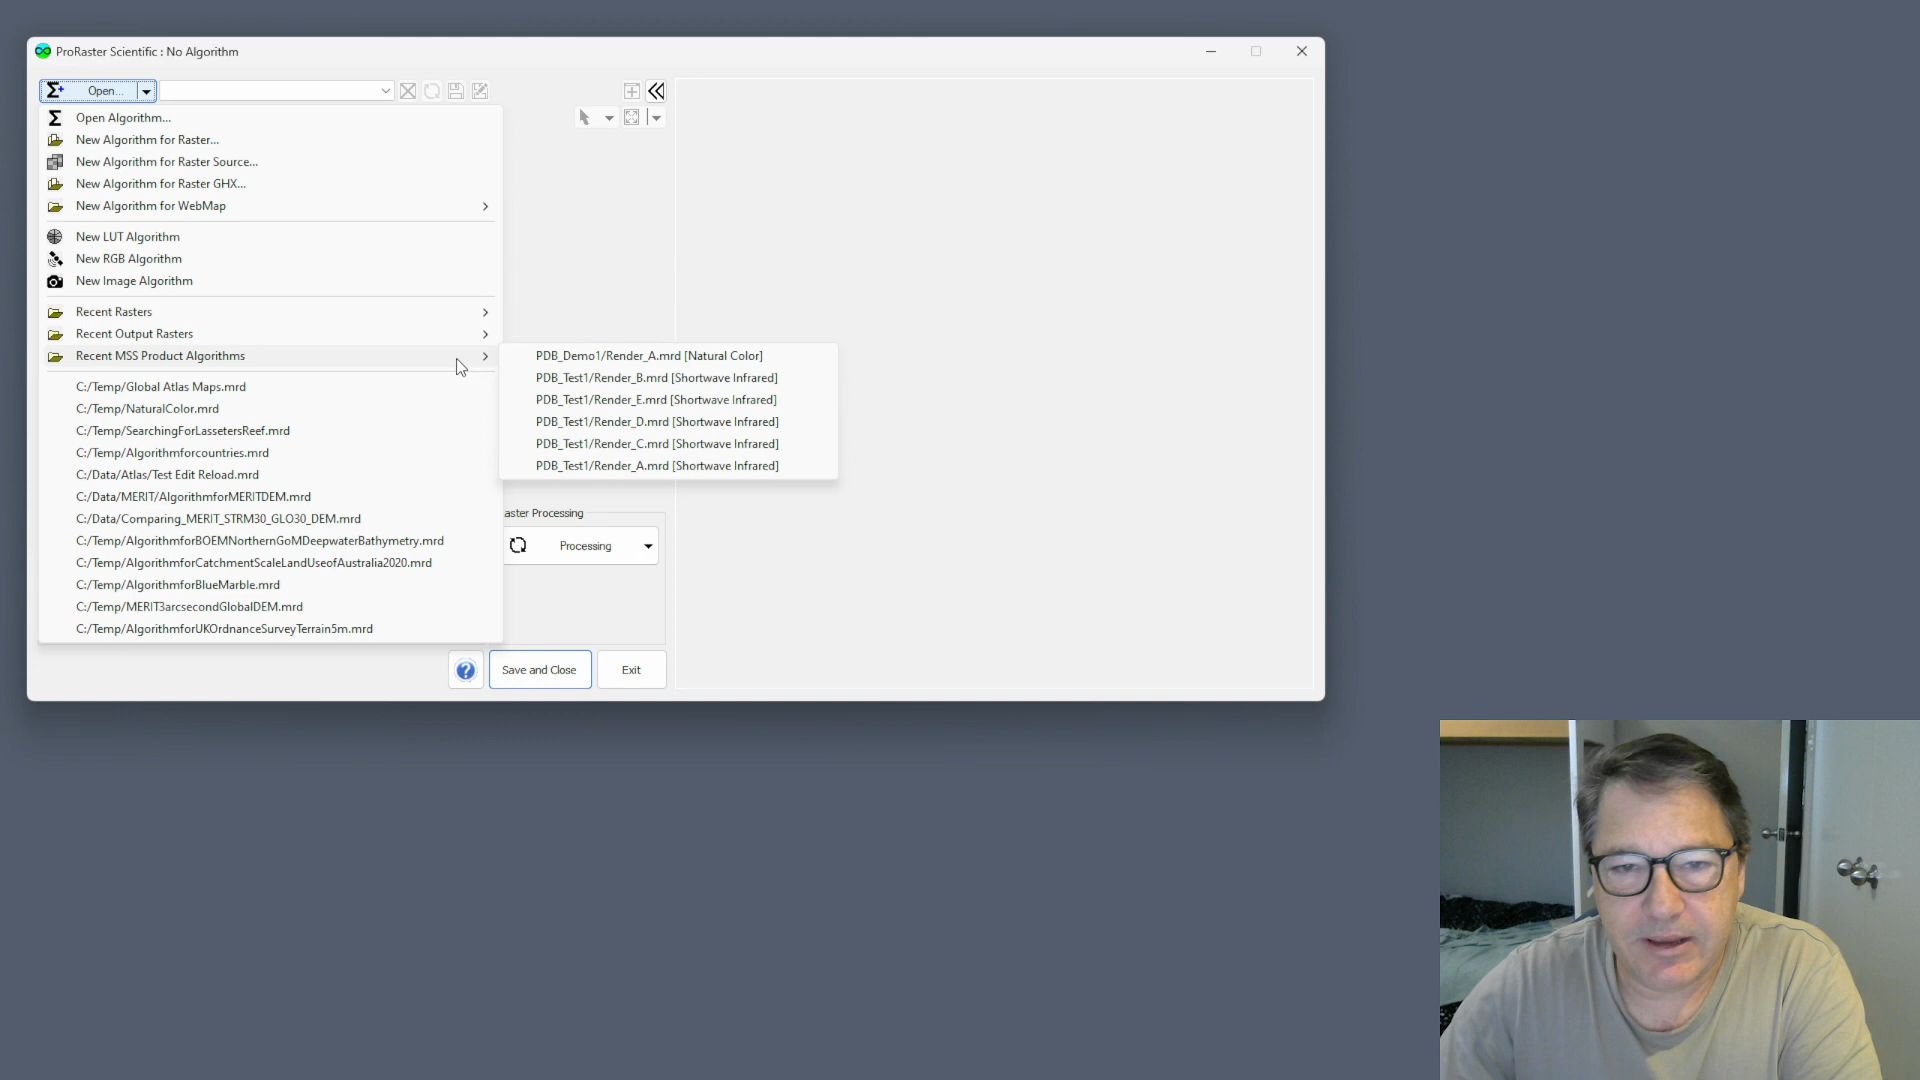 ProRaster Scientific : No Algorithm
Open...
Open Algorithm...
New Algorithm for Raster...
New Algorithm for Raster Source...
New Algorithm for Raster GHX...
New Algorithm for WebMap
New LUT Algorithm
New RGB Algorithm
New Image Algorithm
Recent Rasters
Recent Output Rasters
Recent MSS Product Algorithms
PDB_Demo1/Render_A.mrd [Natural Color]
PDB_Test1/Render_B.mrd [Shortwave Infrared]
PDB_Test1/Render_E.mrd [Shortwave Infrared]
PDB_Test1/Render_D.mrd [Shortwave Infrared]
PDB_Test1/Render_C.mrd [Shortwave Infrared]
PDB_Test1/Render_A.mrd [Shortwave Infrared]
C:/Temp/Global Atlas Maps.mrd
C:/Temp/NaturalColor.mrd
C:/Temp/SearchingForLassetersReef.mrd
C:/Temp/Algorithmforcountries.mrd
C:/Data/Atlas/Test Edit Reload.mrd
C:/Data/MERIT/AlgorithmforMERITDEM.mrd
C:/Data/Comparing_MERIT_STRM30_GLO30_DEM.mrd
C:/Temp/AlgorithmforBOEMNorthernGoMDeepwaterBathymetry.mrd
C:/Temp/AlgorithmforCatchmentScaleLandUseofAustralia2020.mrd
C:/Temp/AlgorithmforBlueMarble.mrd
C:/Temp/MERIT3arcsecondGlobalDEM.mrd
C:/Temp/AlgorithmforUKOrdnanceSurveyTerrain5m.mrd
aster Processing
Processing
?
Save and Close
Exit